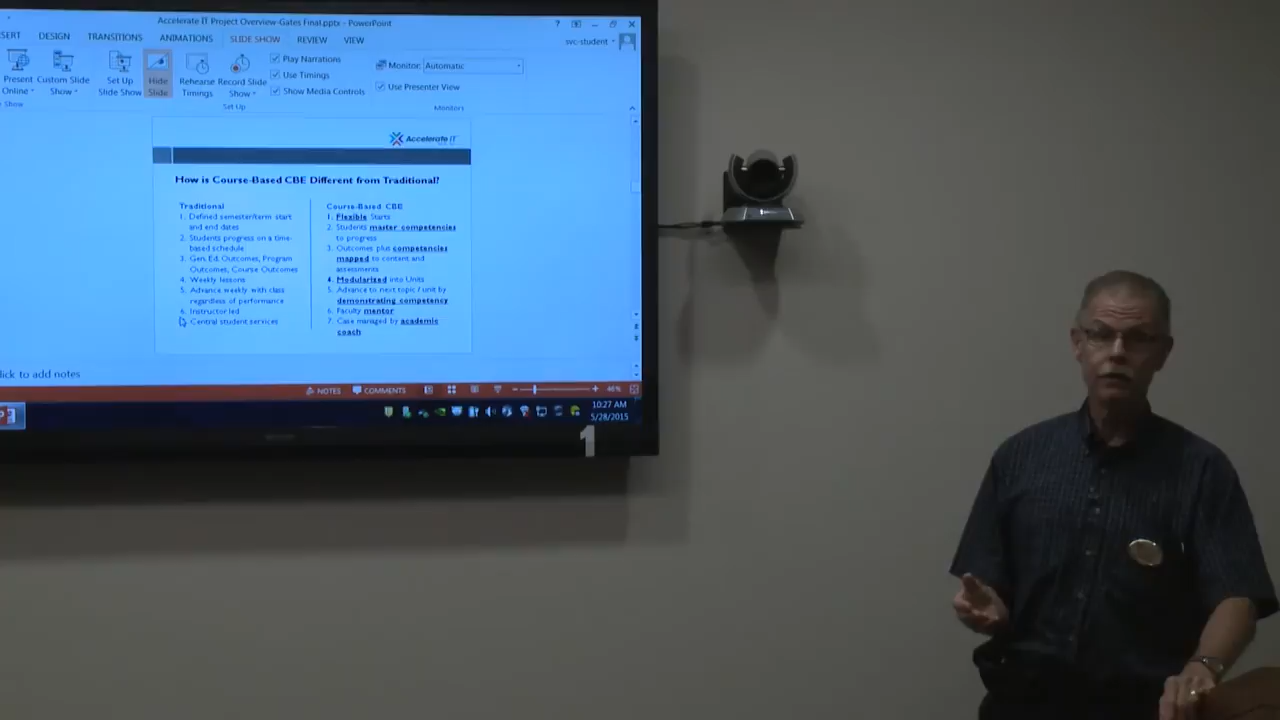 Accelerate IT Project Overview-Gates Final.pptx - PowerPoint
SERT DESIGN TRANSITIONS ANIMATIONS SLIDE SHOW REVIEW VIEW
svc-student
Present Online
Custom Slide Show
Set Up Slide Show
Hide Slide
Rehearse Timings
Record Slide Show
Play Narrations
Use Timings
Show Media Controls
Monitor: Automatic
Use Presenter View
Show
Set Up
Monitors
Accelerate IT
How is Course-Based CBE Different from Traditional?
Traditional
1. Defined semester/term start
and end dates
2. Students progress on a time-
based schedule
3. Gen. Ed. Outcomes, Program
Outcomes, Course Outcomes
4. Weekly lessons
5. Advance weekly with class
regardless of performance
6. Instructor led
Central student services
Course-Based CBE
1. Flexible Starts
2. Students master competencies
to progress
3. Outcomes plus competencies
mapped to content and
assessments
4. Modularized into Units
5. Advance to next topic / unit by
demonstrating competency
6. Faculty mentor
7. Case managed by academic
coach
lick to add notes
NOTES COMMENTS 46%
10:27 AM
5/28/2015
1